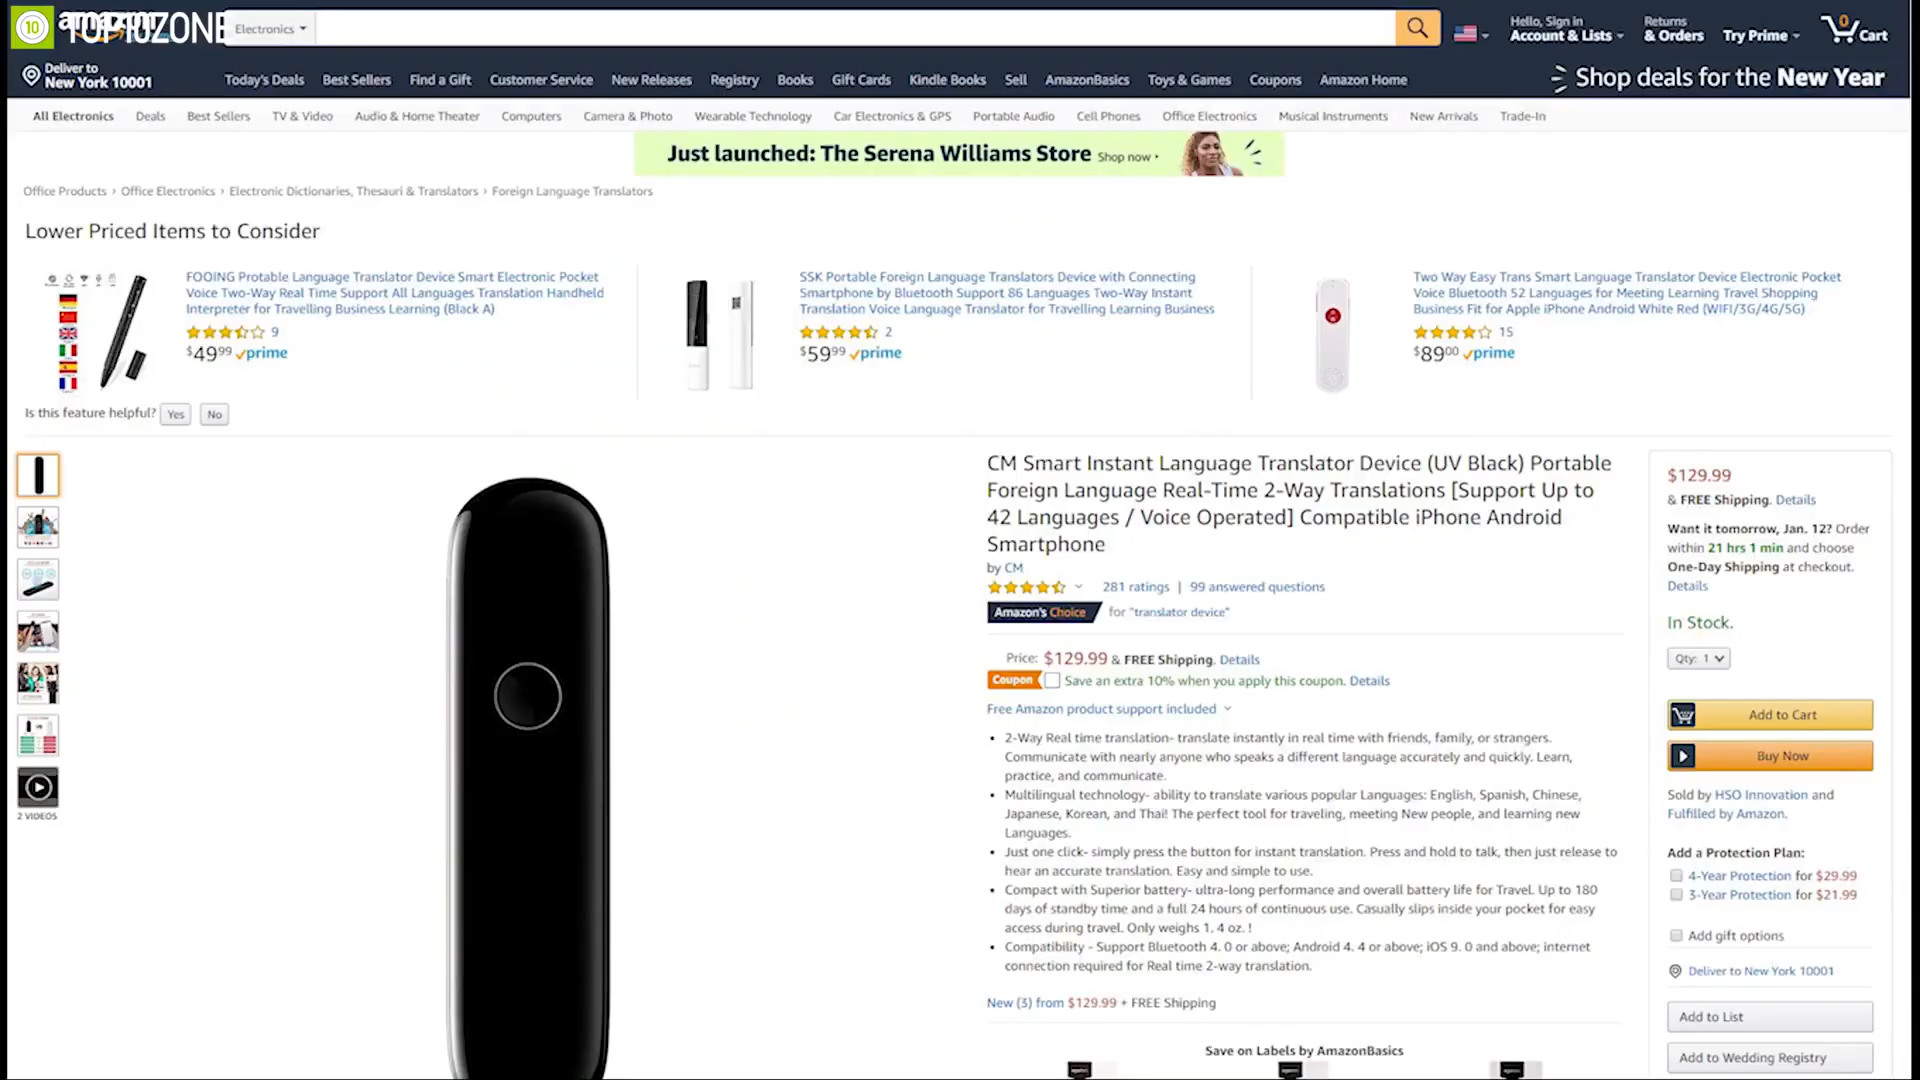 10 TOP10ZONE
amazon
Electronics
Hello, Sign in
Account & Lists
Returns
& Orders
Try Prime
0
Cart
Deliver to
New York 10001
Today's Deals Best Sellers Find a Gift Customer Service New Releases Registry Books Gift Cards Kindle Books Sell AmazonBasics Toys & Games Coupons Amazon Home
Shop deals for the New Year
All Electronics Deals Best Sellers TV & Video Audio & Home Theater Computers Camera & Photo Wearable Technology Car Electronics & GPS Portable Audio Cell Phones Office Electronics Musical Instruments New Arrivals Trade-In
Just launched: The Serena Williams Store Shop now ›
Office Products › Office Electronics › Electronic Dictionaries, Thesauri & Translators › Foreign Language Translators
Lower Priced Items to Consider
FOOING Protable Language Translator Device Smart Electronic Pocket
Voice Two-Way Real Time Support All Languages Translation Handheld
Interpreter for Travelling Business Learning (Black A)
9
$49.99 prime
SSK Portable Foreign Language Translators Device with Connecting
Smartphone by Bluetooth Support 86 Languages Two-Way Instant
Translation Voice Language Translator for Travelling Learning Business
2
$59.99 prime
Two Way Easy Trans Smart Language Translator Device Electronic Pocket
Voice Bluetooth 52 Languages for Meeting Learning Travel Shopping
Business Fit for Apple iPhone Android White Red (WIFI/3G/4G/5G)
15
$89.00 prime
Is this feature helpful? Yes No
2 VIDEOS
CM Smart Instant Language Translator Device (UV Black) Portable
Foreign Language Real-Time 2-Way Translations [Support Up to
42 Languages / Voice Operated] Compatible iPhone Android
Smartphone
by CM
281 ratings | 99 answered questions
Amazon's Choice for "translator device"
Price: $129.99 & FREE Shipping. Details
Coupon Save an extra 10% when you apply this coupon. Details
Free Amazon product support included
• 2-Way Real time translation- translate instantly in real time with friends, family, or strangers.
Communicate with nearly anyone who speaks a different language accurately and quickly. Learn,
practice, and communicate.
• Multilingual technology- ability to translate various popular Languages: English, Spanish, Chinese,
Japanese, Korean, and Thai! The perfect tool for traveling, meeting New people, and learning new
Languages.
• Just one click- simply press the button for instant translation. Press and hold to talk, then just release to
hear an accurate translation. Easy and simple to use.
• Compact with Superior battery- ultra-long performance and overall battery life for Travel. Up to 180
days of standby time and a full 24 hours of continuous use. Casually slips inside your pocket for easy
access during travel. Only weighs 1. 4 oz. !
• Compatibility - Support Bluetooth 4. 0 or above; Android 4. 4 or above; iOS 9. 0 and above; internet
connection required for Real time 2-way translation.
New (3) from $129.99 + FREE Shipping
Save on Labels by AmazonBasics
$129.99
& FREE Shipping. Details
Want it tomorrow, Jan. 12? Order
within 21 hrs 1 min and choose
One-Day Shipping at checkout.
Details
In Stock.
Qty: 1
Add to Cart
Buy Now
Sold by HSO Innovation and
Fulfilled by Amazon.
Add a Protection Plan:
4-Year Protection for $29.99
3-Year Protection for $21.99
Add gift options
Deliver to New York 10001
Add to List
Add to Wedding Registry